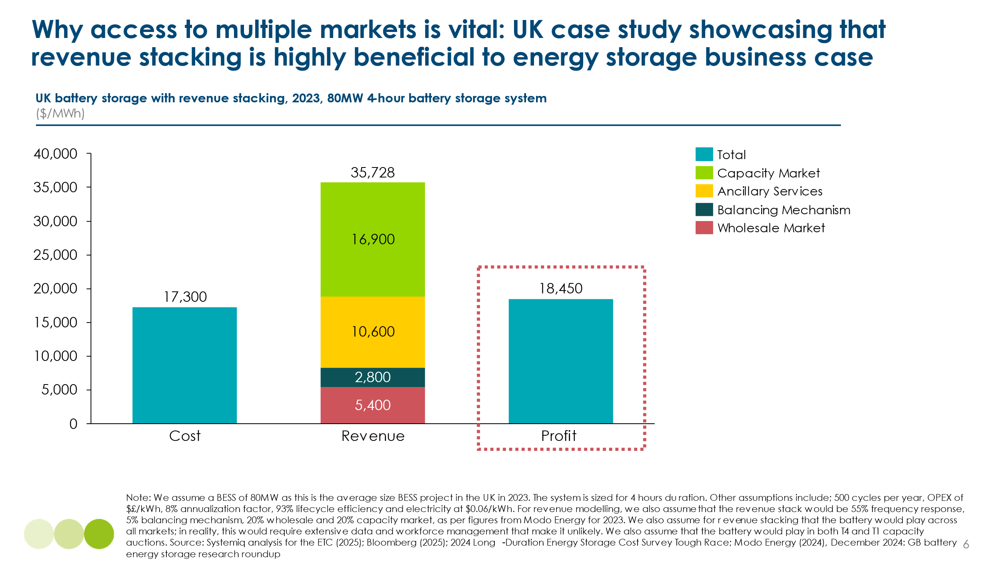 Why access to multiple markets is vital: UK case study showcasing that
revenue stacking is highly beneficial to energy storage business case
UK battery storage with revenue stacking, 2023, 80MW 4-hour battery storage system
($/MWh)
40,000
35,000
30,000
25,000
20,000
15,000
10,000
5,000
0
17,300
35,728
16,900
10,600
2,800
5,400
18,450
Cost
Revenue
Profit
Total
Capacity Market
Ancillary Services
Balancing Mechanism
Wholesale Market
Note: We assume a BESS of 80MW as this is the average size BESS project in the UK in 2023. The system is sized for 4 hours duration. Other assumptions include; 500 cycles per year, OPEX of
$£/kWh, 8% annualization factor, 93% lifecycle efficiency and electricity at $0.06/kWh. For revenue modelling, we also assume that the revenue stack would be 55% frequency response,
5% balancing mechanism, 20% wholesale and 20% capacity market, as per figures from Modo Energy for 2023. We also assume for revenue stacking that the battery would play across
all markets; in reality, this would require extensive data and workforce management that make it unlikely. We also assume that the battery would play in both T4 and T1 capacity
auctions. Source: Systemiq analysis for the ETC (2025); Bloomberg (2025); 2024 Long -Duration Energy Storage Cost Survey Tough Race; Modo Energy (2024), December 2024: GB battery
energy storage research roundup
6